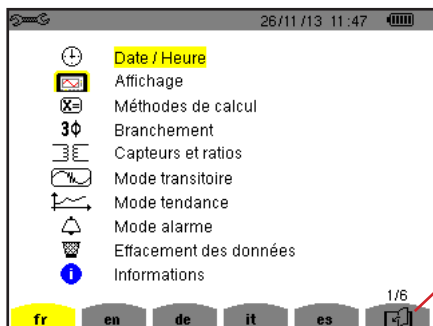 26/11/13 11:47
Date / Heure
Affichage
X= Méthodes de calcul
3Φ Branchement
Capteurs et ratios
Mode transitoire
Mode tendance
Mode alarme
Effacement des données
i Informations
1/6
fr en de it es